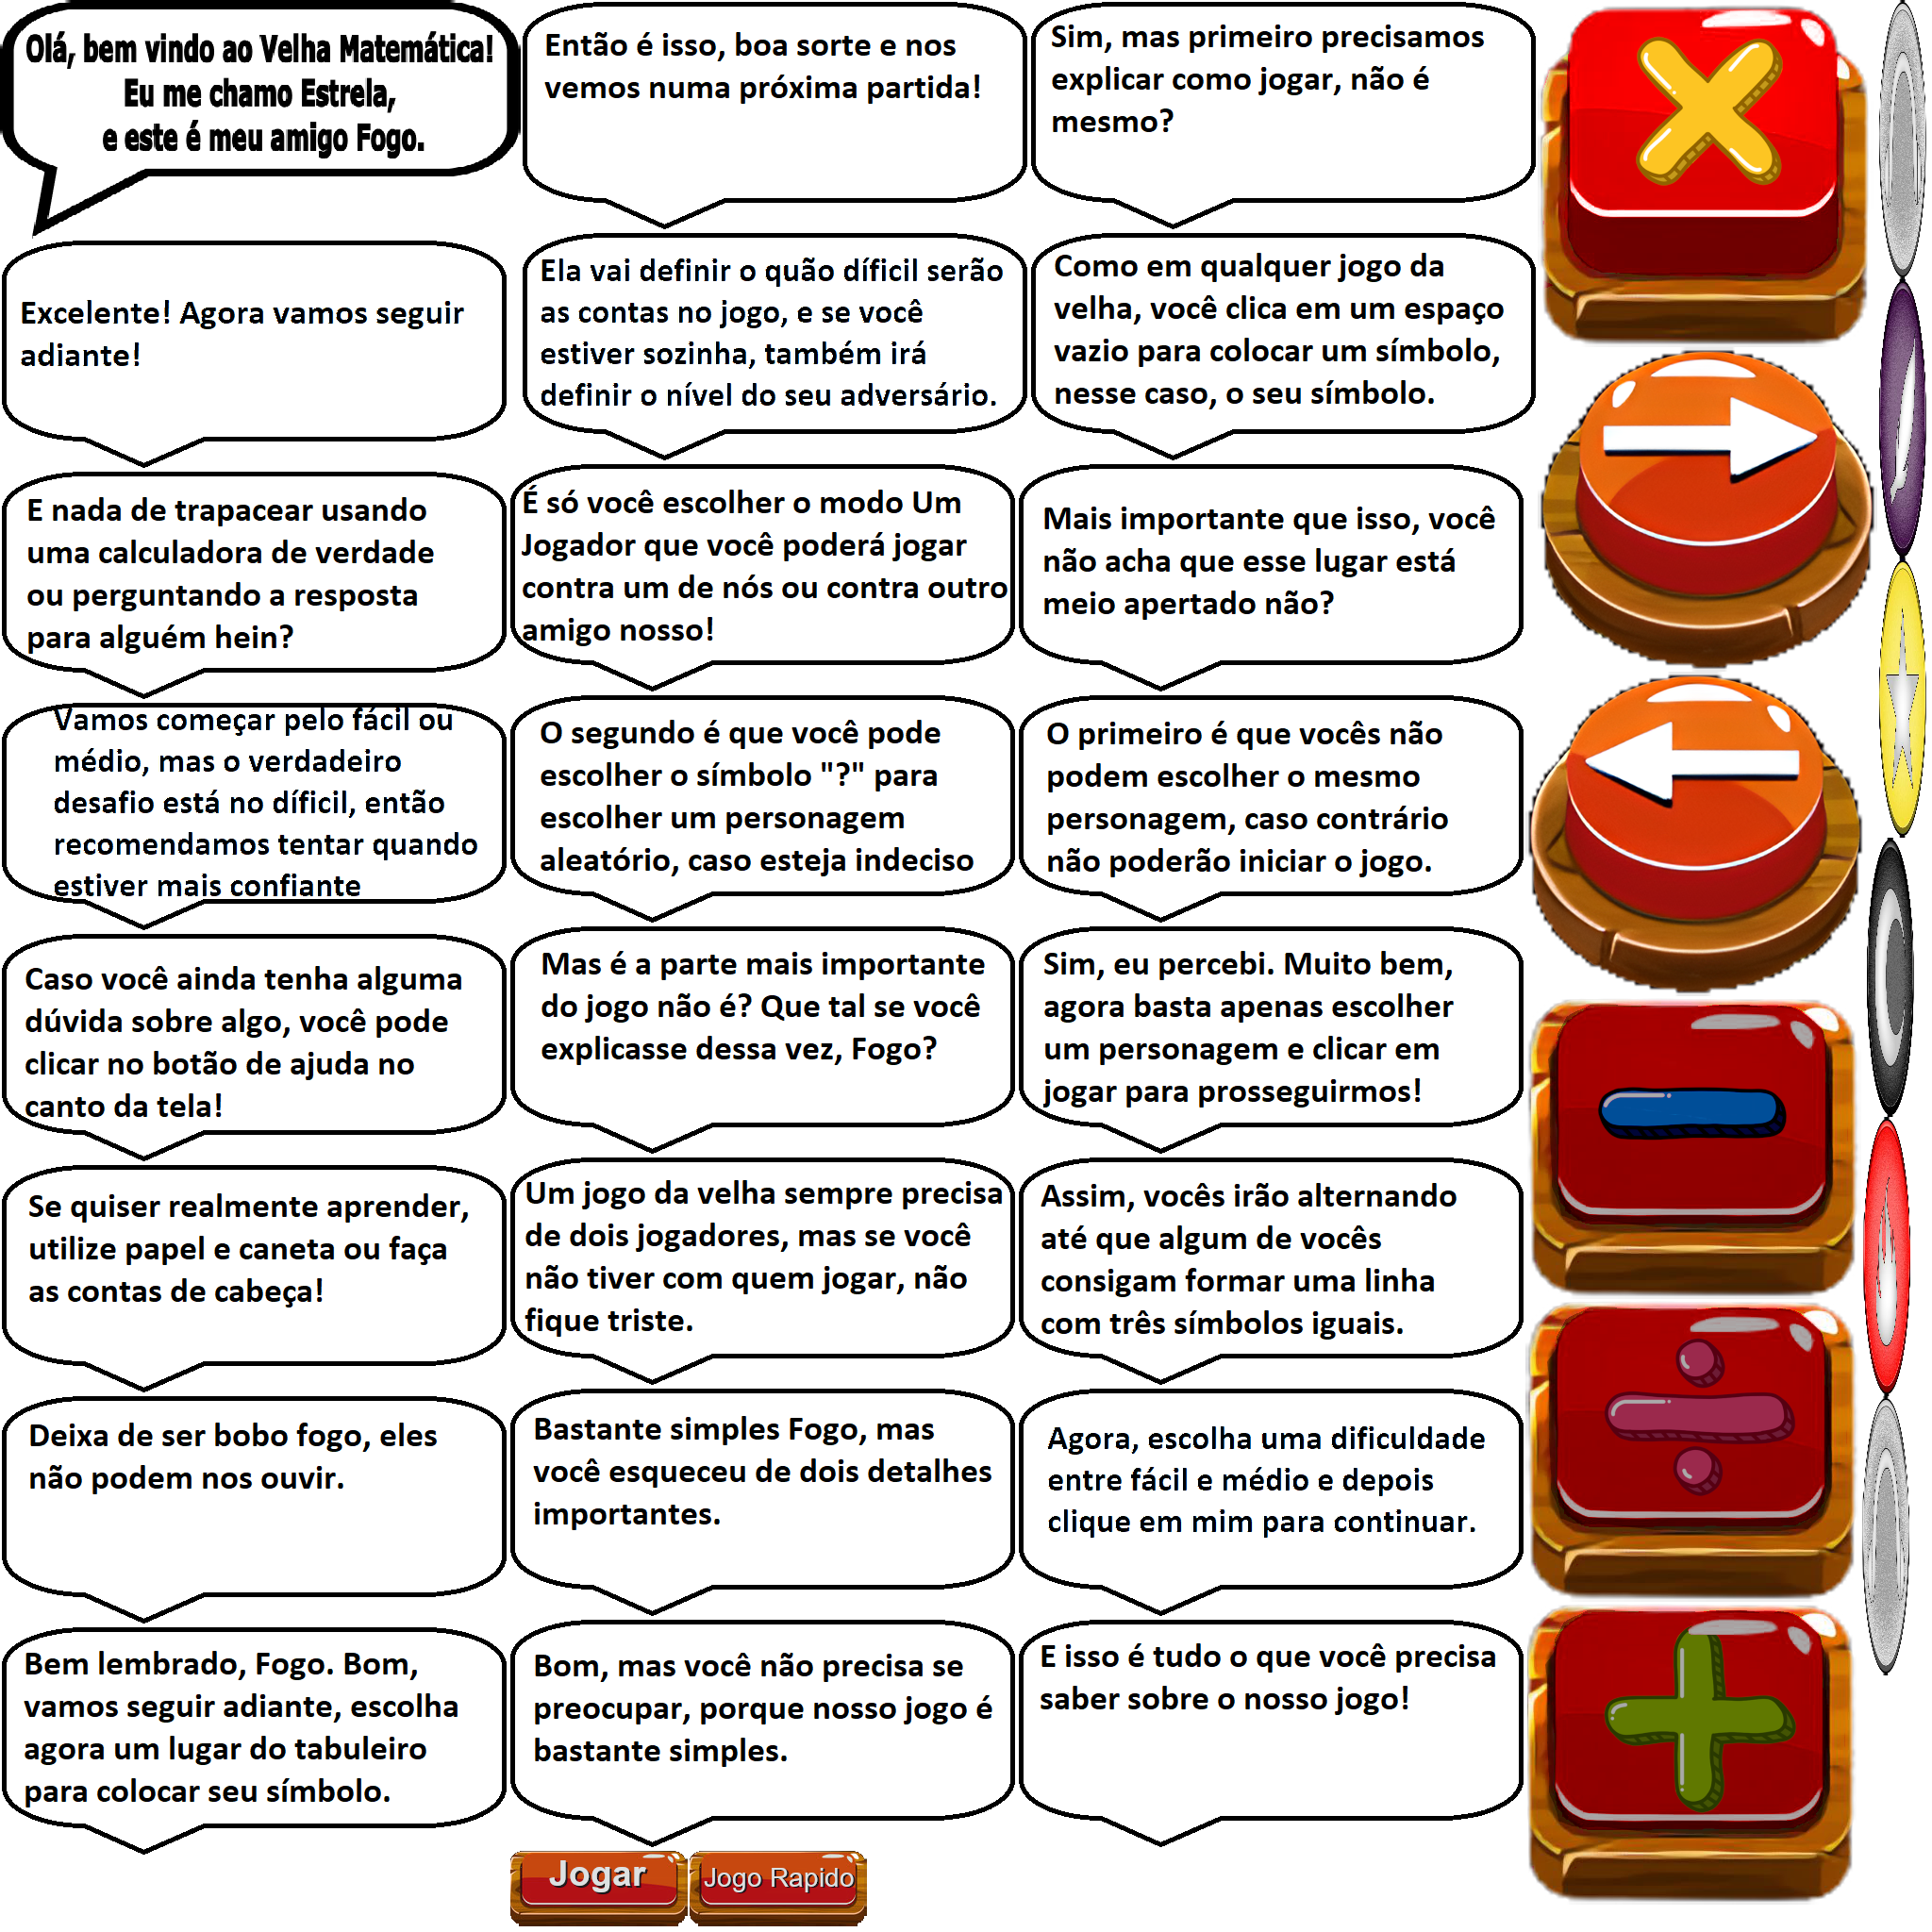 Olá, bem vindo ao Velha Matemática!
Eu me chamo Estrela,
e este é meu amigo Fogo.
Então é isso, boa sorte e nos
vemos numa próxima partida!
Sim, mas primeiro precisamos
explicar como jogar, não é
mesmo?
Excelente! Agora vamos seguir
adiante!
Ela vai definir o quão díficil serão
as contas no jogo, e se você
estiver sozinha, também irá
definir o nível do seu adversário.
Como em qualquer jogo da
velha, você clica em um espaço
vazio para colocar um símbolo,
nesse caso, o seu símbolo.
E nada de trapacear usando
uma calculadora de verdade
ou perguntando a resposta
para alguém hein?
É só você escolher o modo Um
Jogador que você poderá jogar
contra um de nós ou contra outro
amigo nosso!
Mais importante que isso, você
não acha que esse lugar está
meio apertado não?
Vamos começar pelo fácil ou
médio, mas o verdadeiro
desafio está no díficil, então
recomendamos tentar quando
estiver mais confiante
O segundo é que você pode
escolher o símbolo "?" para
escolher um personagem
aleatório, caso esteja indeciso
O primeiro é que vocês não
podem escolher o mesmo
personagem, caso contrário
não poderão iniciar o jogo.
Caso você ainda tenha alguma
dúvida sobre algo, você pode
clicar no botão de ajuda no
canto da tela!
Mas é a parte mais importante
do jogo não é? Que tal se você
explicasse dessa vez, Fogo?
Sim, eu percebi. Muito bem,
agora basta apenas escolher
um personagem e clicar em
jogar para prosseguirmos!
Se quiser realmente aprender,
utilize papel e caneta ou faça
as contas de cabeça!
Um jogo da velha sempre precisa
de dois jogadores, mas se você
não tiver com quem jogar, não
fique triste.
Assim, vocês irão alternando
até que algum de vocês
consigam formar uma linha
com três símbolos iguais.
Deixa de ser bobo fogo, eles
não podem nos ouvir.
Bastante simples Fogo, mas
você esqueceu de dois detalhes
importantes.
Agora, escolha uma dificuldade
entre fácil e médio e depois
clique em mim para continuar.
Bem lembrado, Fogo. Bom,
vamos seguir adiante, escolha
agora um lugar do tabuleiro
para colocar seu símbolo.
Bom, mas você não precisa se
preocupar, porque nosso jogo é
bastante simples.
E isso é tudo o que você precisa
saber sobre o nosso jogo!
Jogar
Jogo Rapido